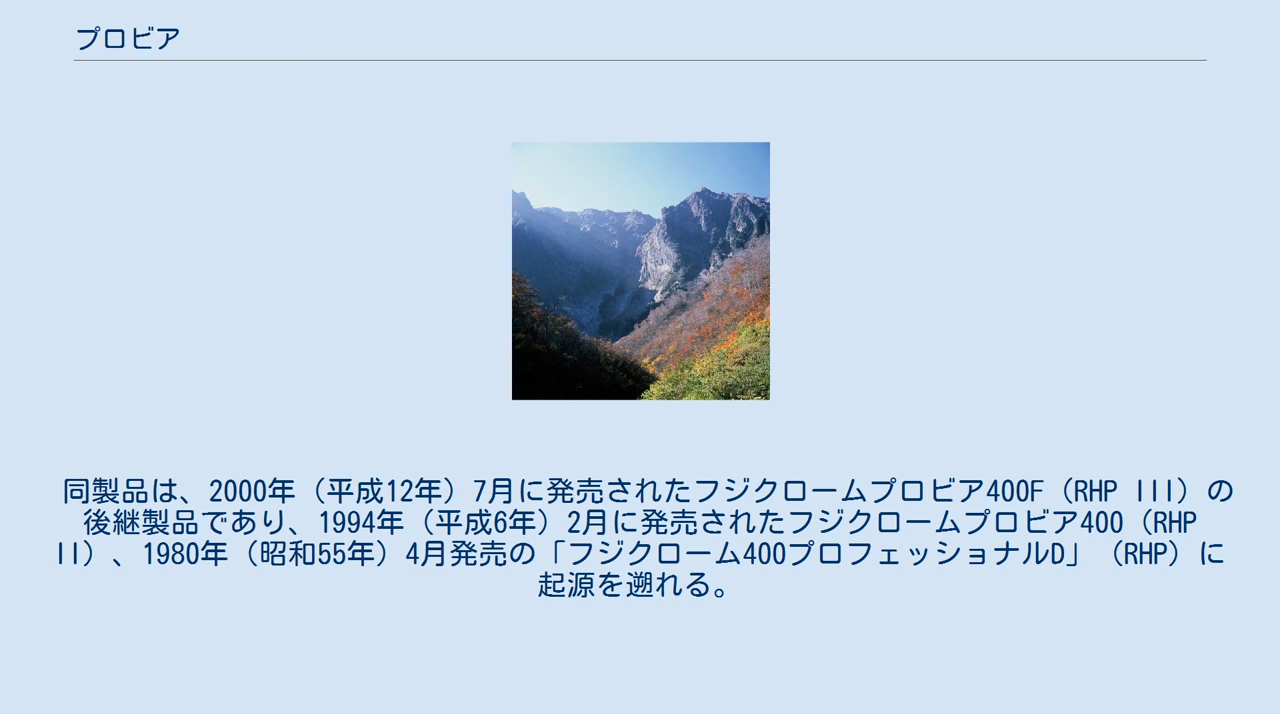 プロビア
同製品は、2000年（平成12年）7月に発売されたフジクロームプロビア400F（RHP III）の
後継製品であり、1994年（平成6年）2月に発売されたフジクロームプロビア400（RHP
II）、1980年（昭和55年）4月発売の「フジクローム400プロフェッショナルD」（RHP）に
起源を遡れる。